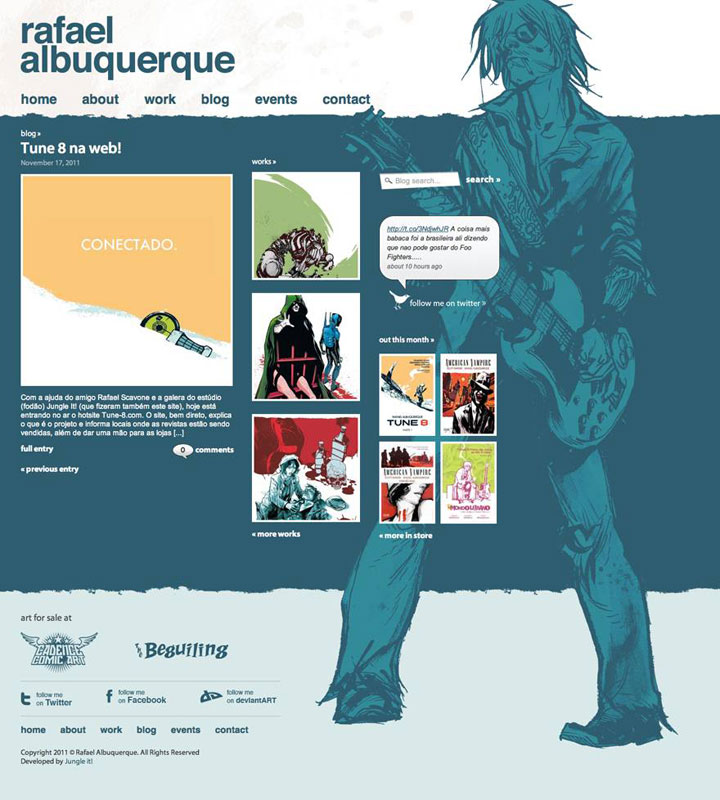 rafael
albuquerque
home about work blog events contact
blog »
Tune 8 na web!
November 17, 2011
CONECTADO.
Com a ajuda do amigo Rafael Scavone e a galera do estúdio
(fodão) Jungle It! (que fizeram também este site), hoje está
entrando no ar o hotsite Tune-8.com. O site, bem direto, explica
o que é o projeto e informa locais onde as revistas estão sendo
vendidas, além de dar uma mão para as lojas [...]
full entry
0 comments
« previous entry
works »
« more works
Blog search...
search »
http://t.co/3NdjwhJR A coisa mais
babaca foi a brasileira ali dizendo
que nao pode gostar do Foo
Fighters.....
about 10 hours ago
follow me on twitter »
out this month »
TUNE 8
AMERICAN VAMPIRE
AMERICAN VAMPIRE
MONDO URBANO
« more in store
art for sale at
CADENCE
COMIC ART
The Beguiling
follow me
on Twitter
follow me
on Facebook
follow me
on deviantART
home about work blog events contact
Copyright 2011 © Rafael Albuquerque. All Rights Reserved
Developed by Jungle it!